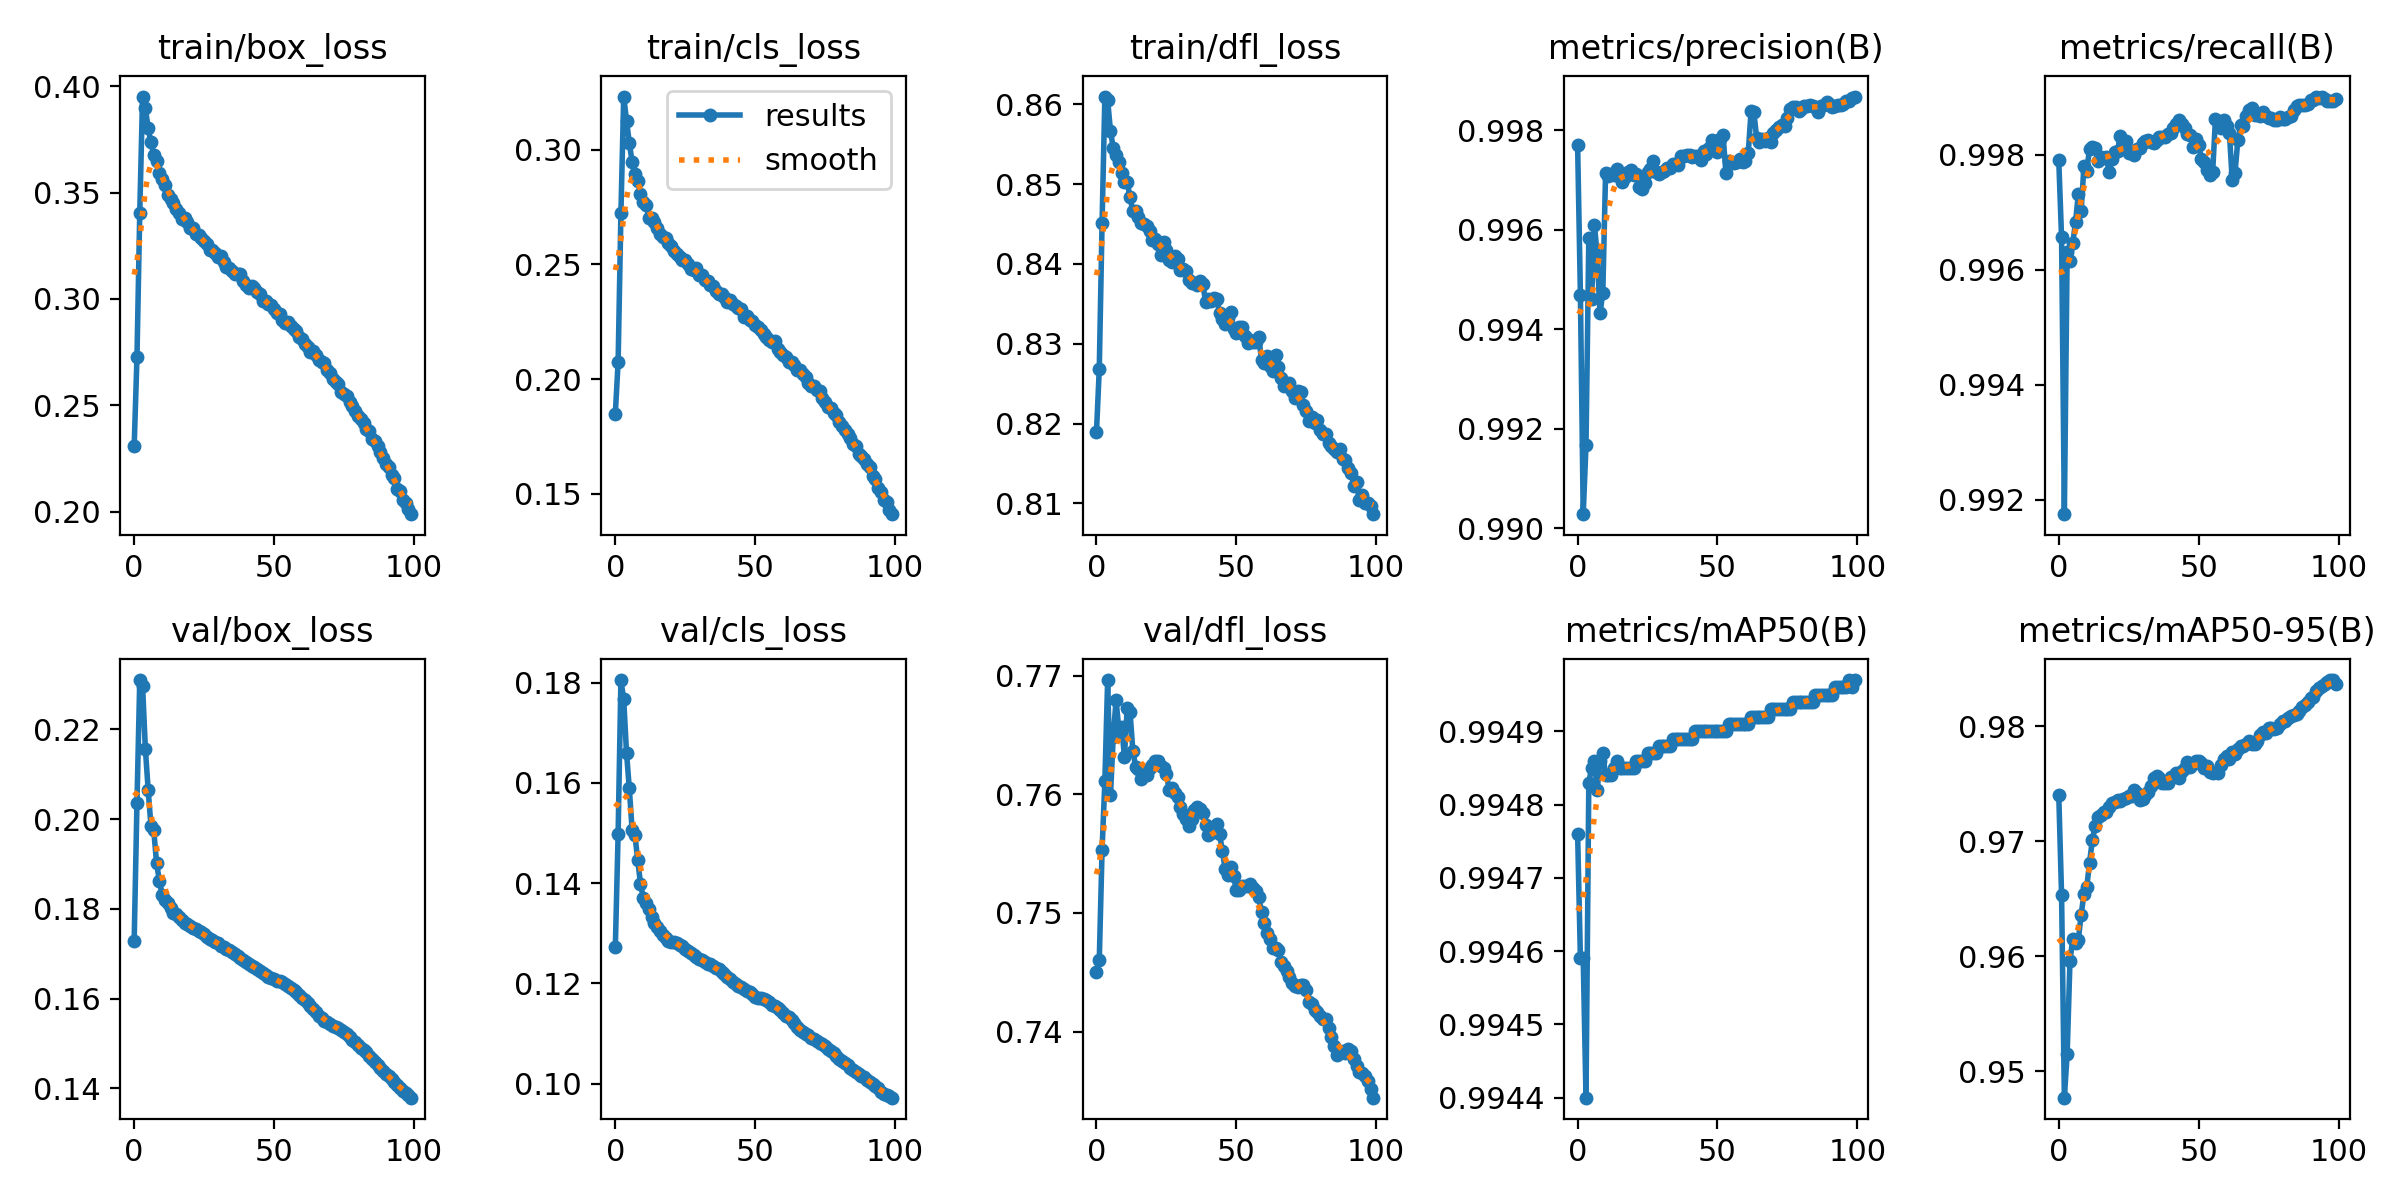 train/box_loss
0.40
0.35
0.30
0.25
0.20
0 50 100
train/cls_loss
results
smooth
0.30
0.25
0.20
0.15
0 50 100
train/dfl_loss
0.86
0.85
0.84
0.83
0.82
0.81
0 50 100
metrics/precision(B)
0.998
0.996
0.994
0.992
0.990
0 50 100
metrics/recall(B)
0.998
0.996
0.994
0.992
0 50 100
val/box_loss
0.22
0.20
0.18
0.16
0.14
0 50 100
val/cls_loss
0.18
0.16
0.14
0.12
0.10
0 50 100
val/dfl_loss
0.77
0.76
0.75
0.74
0 50 100
metrics/mAP50(B)
0.9949
0.9948
0.9947
0.9946
0.9945
0.9944
0 50 100
metrics/mAP50-95(B)
0.98
0.97
0.96
0.95
0 50 100